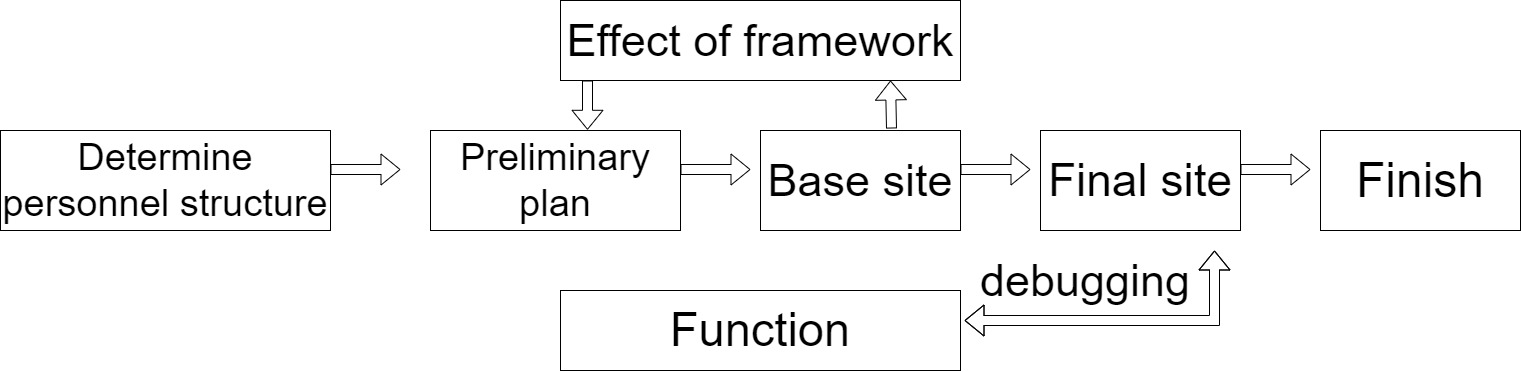 Effect of framework
Determine
personnel structure
Preliminary
plan
Base site
Final site
Finish
debugging
Function